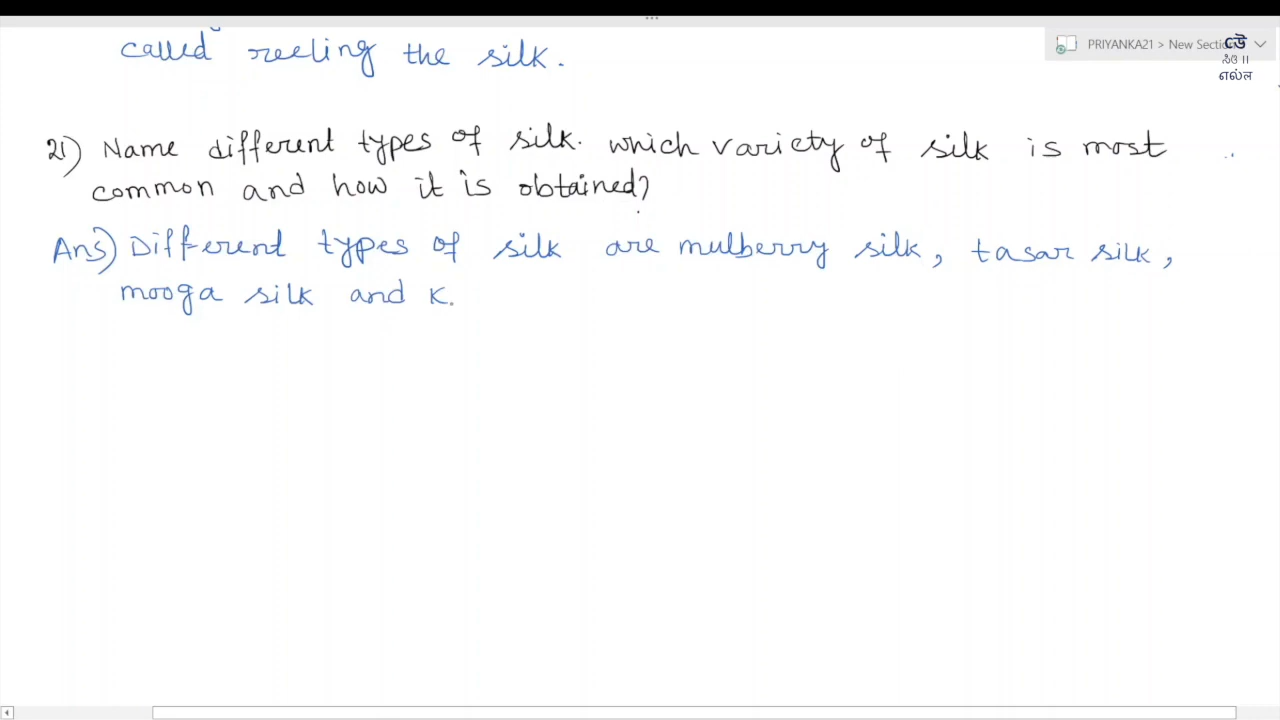 called reeling the silk.
PRIYANKA21 > New Section
21) Name different types of silk. which variety of silk is most
common and how it is obtained?
Ans) Different types of silk are mulberry silk, tasar silk,
mooga silk and K.